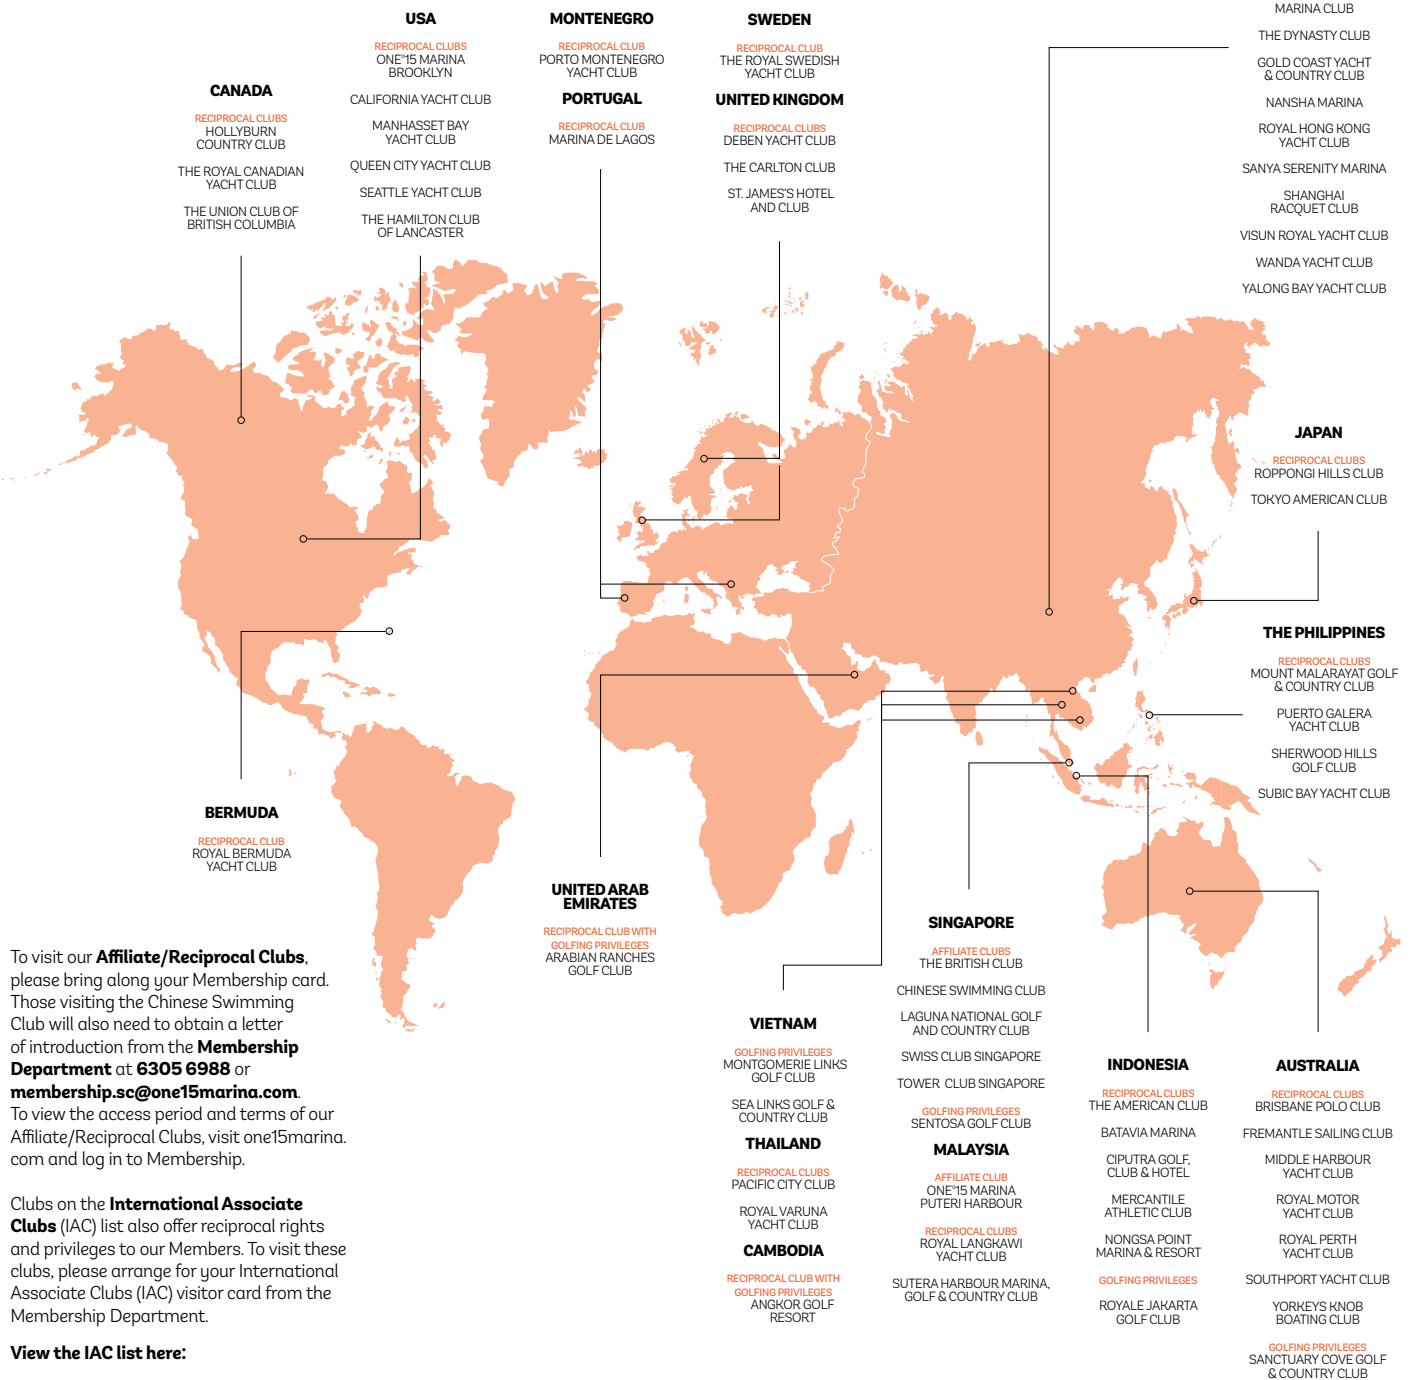 USA
RECIPROCAL CLUBS
ONE°15 MARINA
BROOKLYN
CALIFORNIA YACHT CLUB
MANHASSET BAY
YACHT CLUB
QUEEN CITY YACHT CLUB
SEATTLE YACHT CLUB
THE HAMILTON CLUB
OF LANCASTER
MONTENEGRO
RECIPROCAL CLUB
PORTO MONTENEGRO
YACHT CLUB
PORTUGAL
RECIPROCAL CLUB
MARINA DE LAGOS
SWEDEN
RECIPROCAL CLUB
THE ROYAL SWEDISH
YACHT CLUB
UNITED KINGDOM
RECIPROCAL CLUBS
DEBEN YACHT CLUB
THE CARLTON CLUB
ST. JAMES'S HOTEL
AND CLUB
MARINA CLUB
THE DYNASTY CLUB
GOLD COAST YACHT
& COUNTRY CLUB
NANSHA MARINA
ROYAL HONG KONG
YACHT CLUB
SANYA SERENITY MARINA
SHANGHAI
RACQUET CLUB
VISUN ROYAL YACHT CLUB
WANDA YACHT CLUB
YALONG BAY YACHT CLUB
CANADA
RECIPROCAL CLUBS
HOLLYBURN
COUNTRY CLUB
THE ROYAL CANADIAN
YACHT CLUB
THE UNION CLUB OF
BRITISH COLUMBIA
JAPAN
RECIPROCAL CLUBS
ROPPONGI HILLS CLUB
TOKYO AMERICAN CLUB
THE PHILIPPINES
RECIPROCAL CLUBS
MOUNT MALARAYAT GOLF
& COUNTRY CLUB
PUERTO GALERA
YACHT CLUB
SHERWOOD HILLS
GOLF CLUB
SUBIC BAY YACHT CLUB
BERMUDA
RECIPROCAL CLUB
ROYAL BERMUDA
YACHT CLUB
UNITED ARAB
EMIRATES
RECIPROCAL CLUB WITH
GOLFING PRIVILEGES
ARABIAN RANCHES
GOLF CLUB
To visit our Affiliate/Reciprocal Clubs,
please bring along your Membership card.
Those visiting the Chinese Swimming
Club will also need to obtain a letter
of introduction from the Membership
Department at 6305 6988 or
membership.sc@one15marina.com.
To view the access period and terms of our
Affiliate/Reciprocal Clubs, visit one15marina.
com and log in to Membership.
Clubs on the International Associate
Clubs (IAC) list also offer reciprocal rights
and privileges to our Members. To visit these
clubs, please arrange for your International
Associate Clubs (IAC) visitor card from the
Membership Department.
View the IAC list here:
VIETNAM
GOLFING PRIVILEGES
MONTGOMERIE LINKS
GOLF CLUB
SEA LINKS GOLF &
COUNTRY CLUB
THAILAND
RECIPROCAL CLUBS
PACIFIC CITY CLUB
ROYAL VARUNA
YACHT CLUB
CAMBODIA
RECIPROCAL CLUB WITH
GOLFING PRIVILEGES
ANGKOR GOLF
RESORT
SINGAPORE
AFFILIATE CLUBS
THE BRITISH CLUB
CHINESE SWIMMING CLUB
LAGUNA NATIONAL GOLF
AND COUNTRY CLUB
SWISS CLUB SINGAPORE
TOWER CLUB SINGAPORE
GOLFING PRIVILEGES
SENTOSA GOLF CLUB
MALAYSIA
AFFILIATE CLUB
ONE°15 MARINA
PUTERI HARBOUR
RECIPROCAL CLUBS
ROYAL LANGKAWI
YACHT CLUB
SUTERA HARBOUR MARINA,
GOLF & COUNTRY CLUB
INDONESIA
RECIPROCAL CLUBS
THE AMERICAN CLUB
BATAVIA MARINA
CIPUTRA GOLF,
CLUB & HOTEL
MERCANTILE
ATHLETIC CLUB
NONGSA POINT
MARINA & RESORT
GOLFING PRIVILEGES
ROYALE JAKARTA
GOLF CLUB
AUSTRALIA
RECIPROCAL CLUBS
BRISBANE POLO CLUB
FREMANTLE SAILING CLUB
MIDDLE HARBOUR
YACHT CLUB
ROYAL MOTOR
YACHT CLUB
ROYAL PERTH
YACHT CLUB
SOUTHPORT YACHT CLUB
YORKEYS KNOB
BOATING CLUB
GOLFING PRIVILEGES
SANCTUARY COVE GOLF
& COUNTRY CLUB